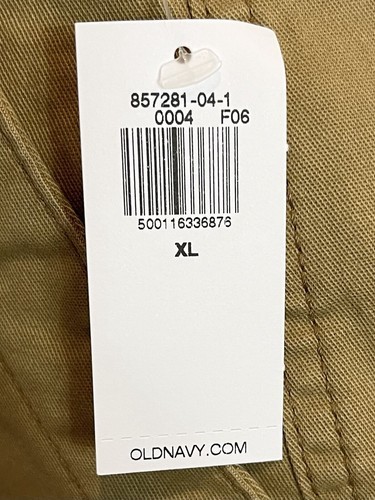 857281-04-1
0004 F06
500116336876
XL
OLDNAVY.COM